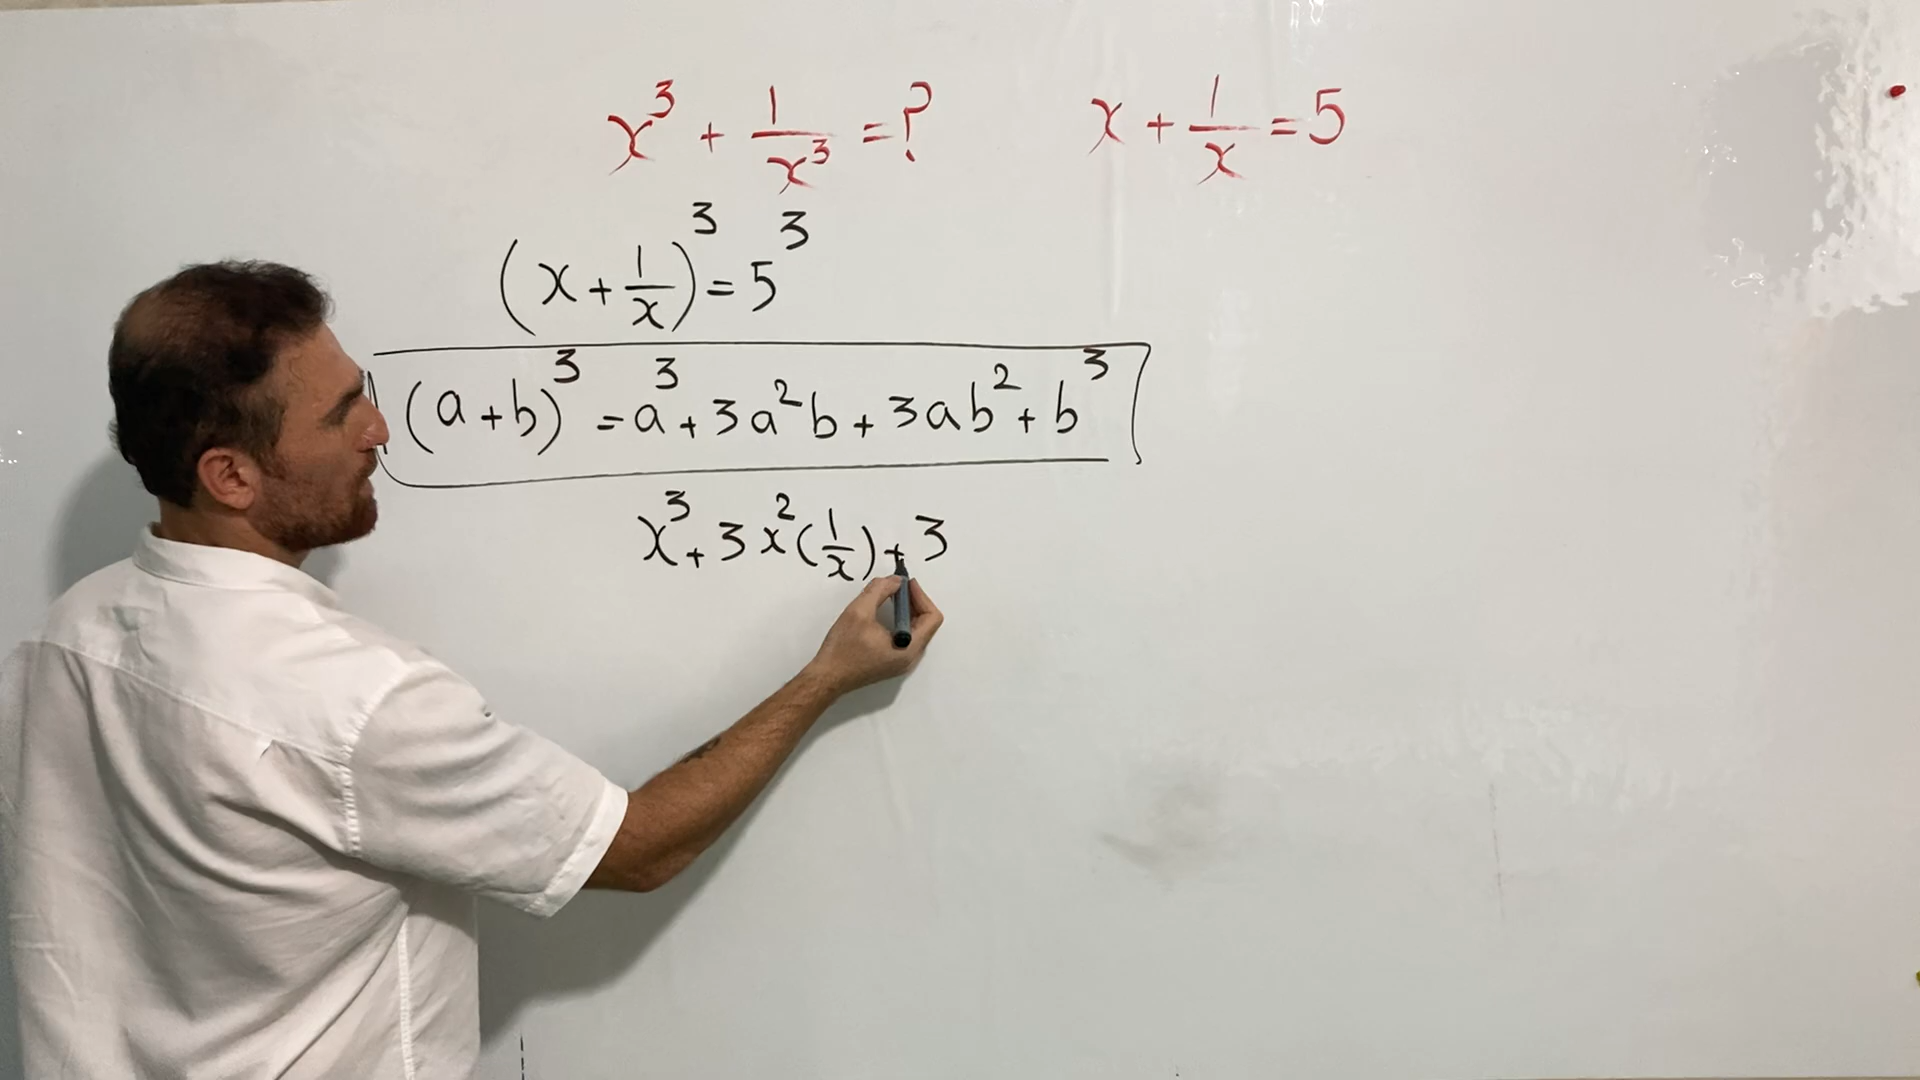 x³ + 1/x³ = ? x + 1/x = 5
(x + 1/x)³ = 5³
(a + b)³ = a³ + 3a²b + 3ab² + b³
x³ + 3x²(1/x) + 3